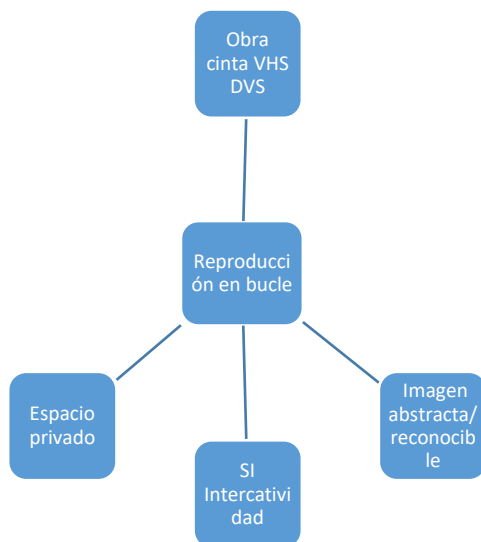 Obra
cinta VHS
DVS
Reproducci
ón en bucle
Espacio
privado
SI
Intercativi
dad
Imagen
abstracta/
reconocib
le